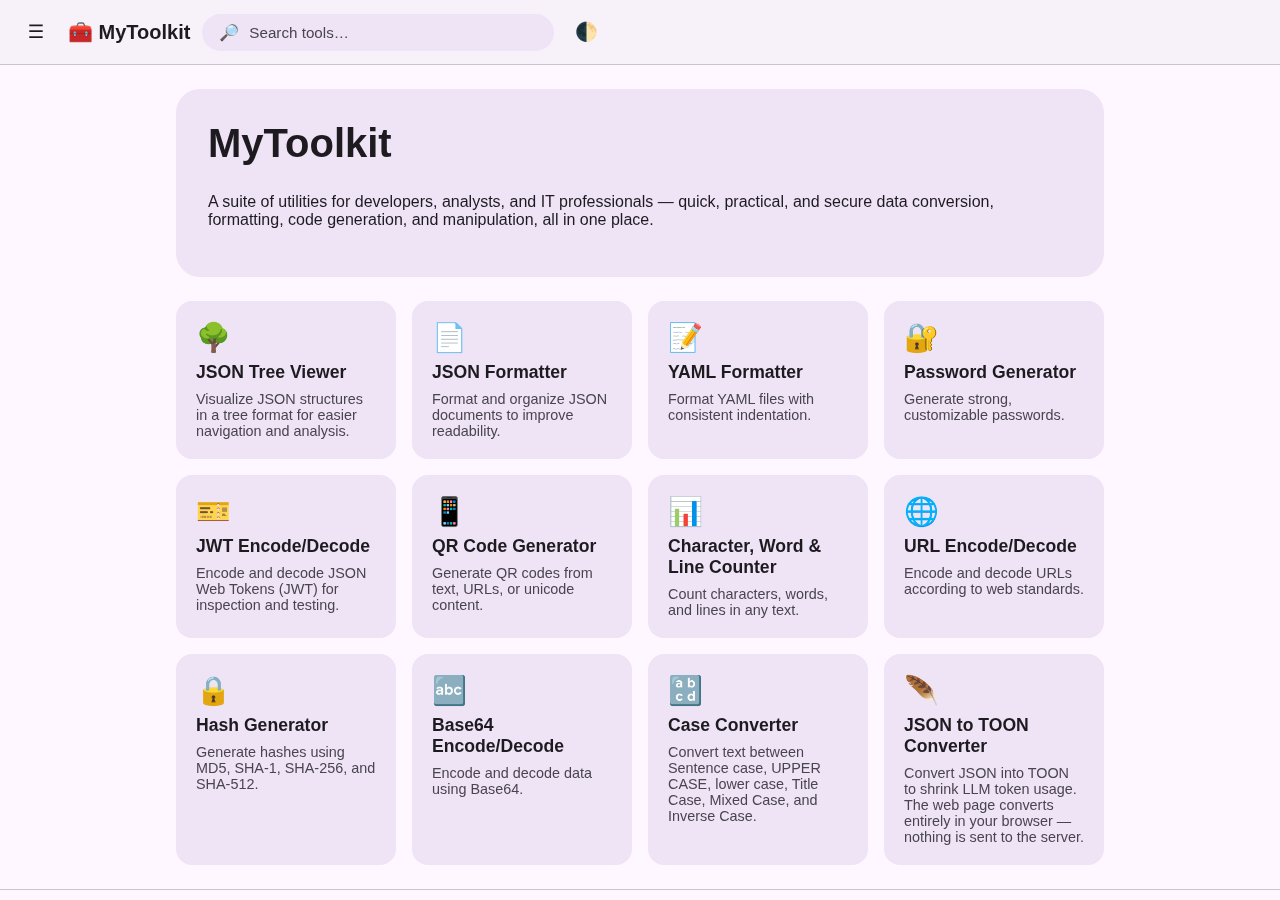 ☰ 🧰 MyToolkit 🔎 Search tools… 🌓
MyToolkit
A suite of utilities for developers, analysts, and IT professionals — quick, practical, and secure data conversion,
formatting, code generation, and manipulation, all in one place.
JSON Tree Viewer
Visualize JSON structures
in a tree format for easier
navigation and analysis.
JSON Formatter
Format and organize JSON
documents to improve
readability.
YAML Formatter
Format YAML files with
consistent indentation.
Password Generator
Generate strong,
customizable passwords.
JWT Encode/Decode
Encode and decode JSON
Web Tokens (JWT) for
inspection and testing.
QR Code Generator
Generate QR codes from
text, URLs, or unicode
content.
Character, Word &
Line Counter
Count characters, words,
and lines in any text.
URL Encode/Decode
Encode and decode URLs
according to web standards.
Hash Generator
Generate hashes using
MD5, SHA-1, SHA-256, and
SHA-512.
Base64
Encode/Decode
Encode and decode data
using Base64.
Case Converter
Convert text between
Sentence case, UPPER
CASE, lower case, Title
Case, Mixed Case, and
Inverse Case.
JSON to TOON
Converter
Convert JSON into TOON
to shrink LLM token usage.
The web page converts
entirely in your browser —
nothing is sent to the server.